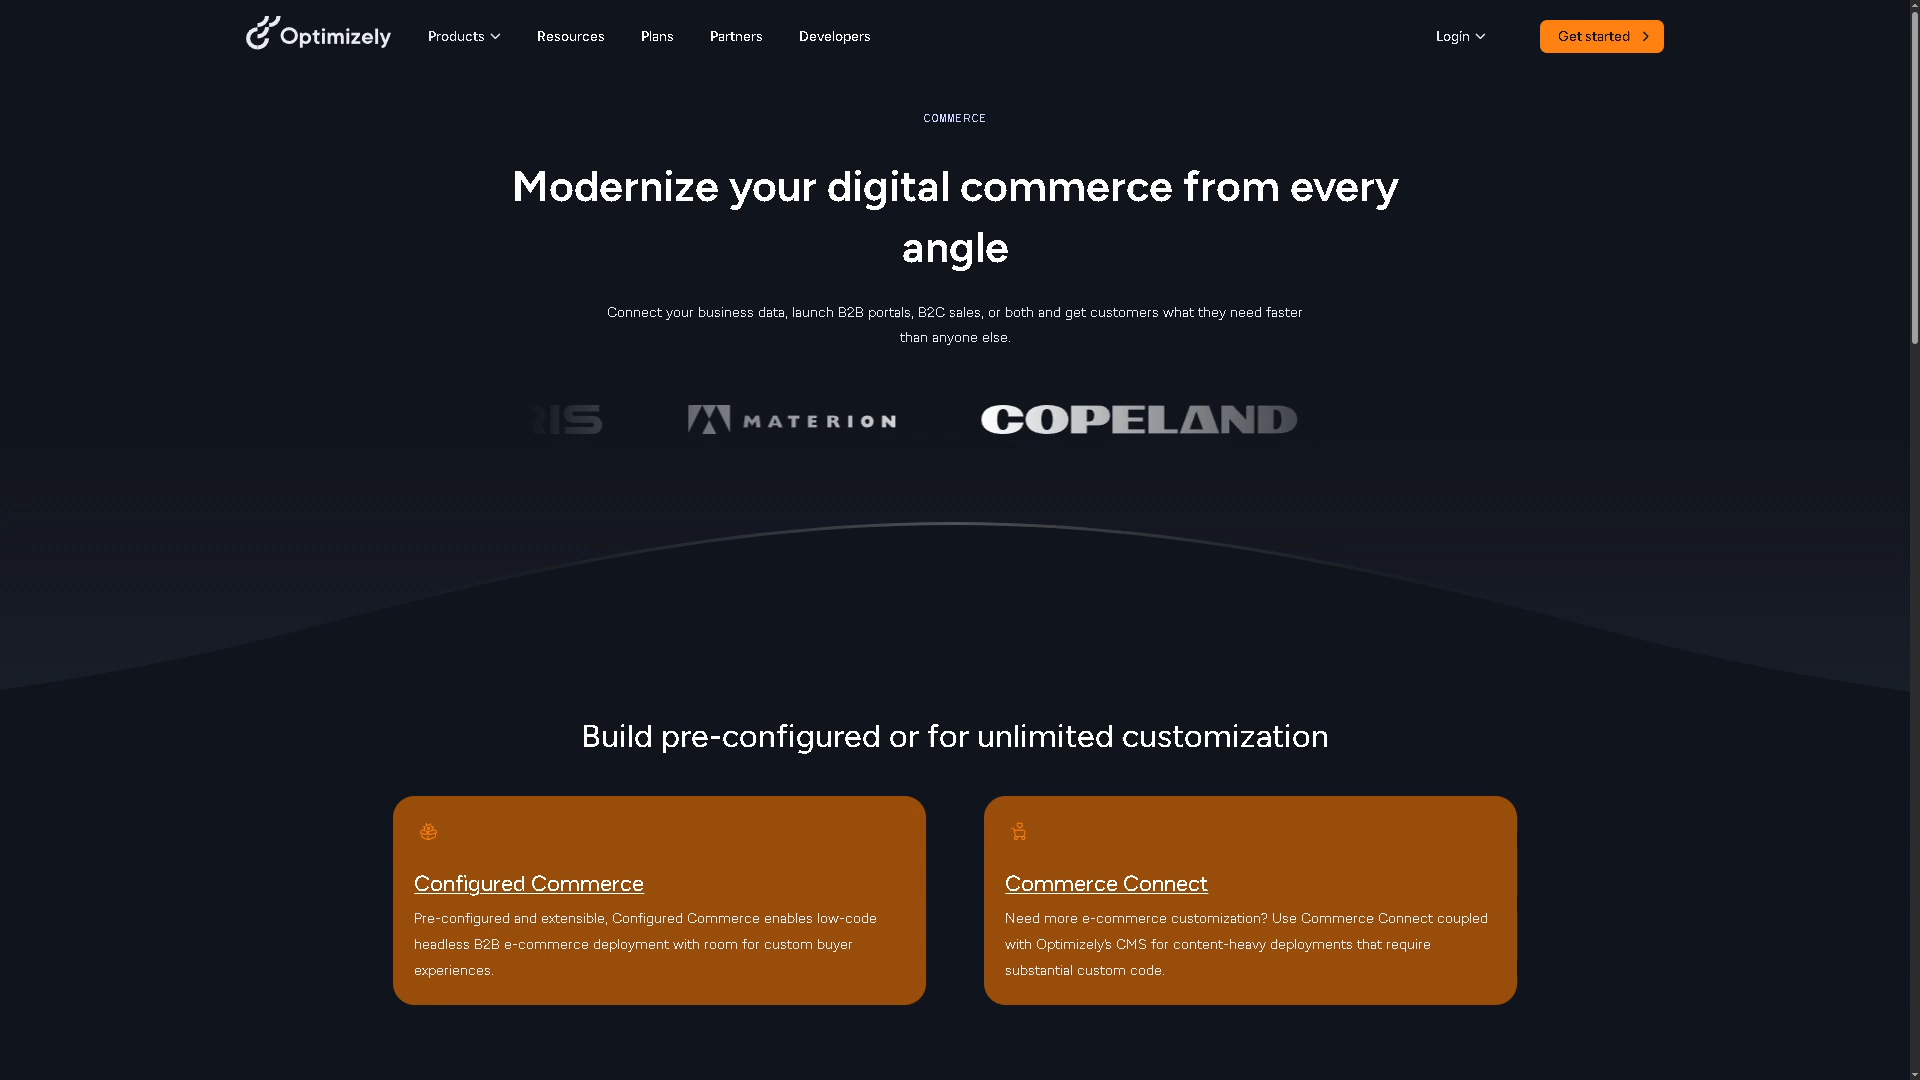 Optimizely
Products
Resources
Plans
Partners
Developers
Login
Get started
COMMERCE
Modernize your digital commerce from every
angle
Connect your business data, launch B2B portals, B2C sales, or both and get customers what they need faster
than anyone else.
RIS
MATERION
COPELAND
Build pre-configured or for unlimited customization
Configured Commerce
Pre-configured and extensible, Configured Commerce enables low-code
headless B2B e-commerce deployment with room for custom buyer
experiences.
Commerce Connect
Need more e-commerce customization? Use Commerce Connect coupled
with Optimizely's CMS for content-heavy deployments that require
substantial custom code.